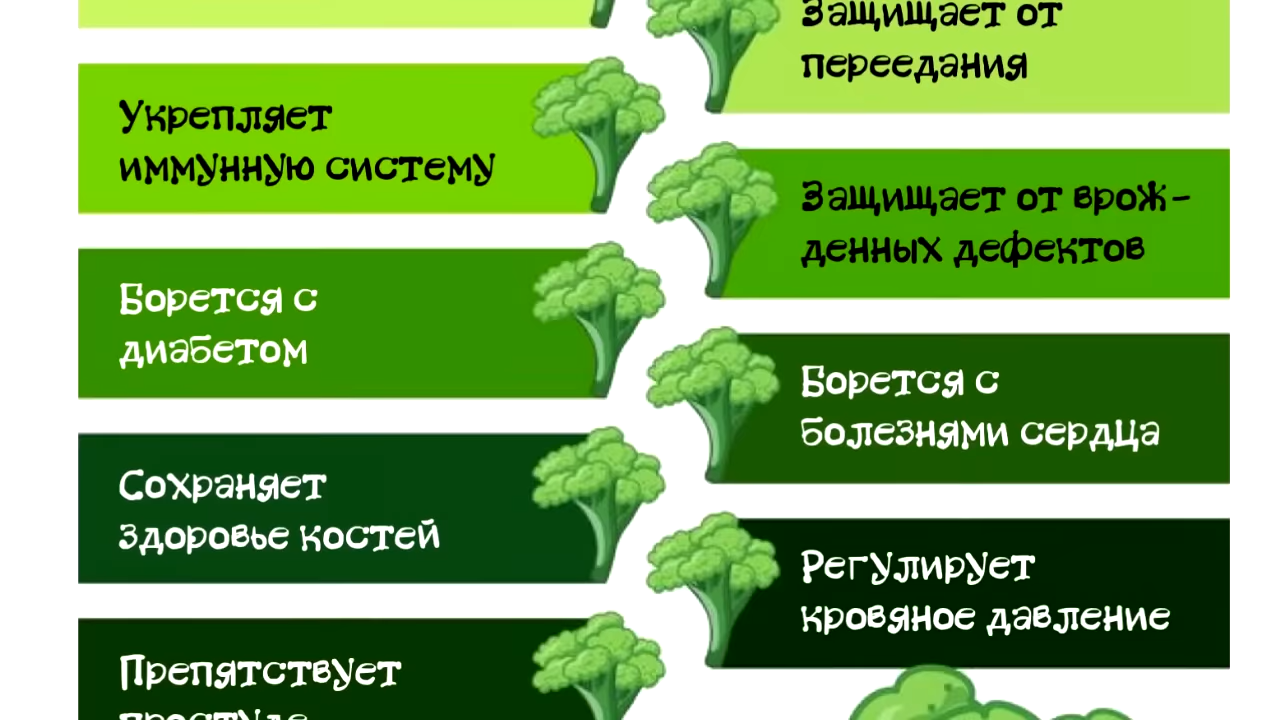 Защищает от
переедания
Укрепляет
иммунную систему
Защищает от врож-
денных дефектов
Борется с
диабетом
Борется с
болезнями сердца
Сохраняет
здоровье костей
Регулирует
кровяное давление
Препятствует
простуде